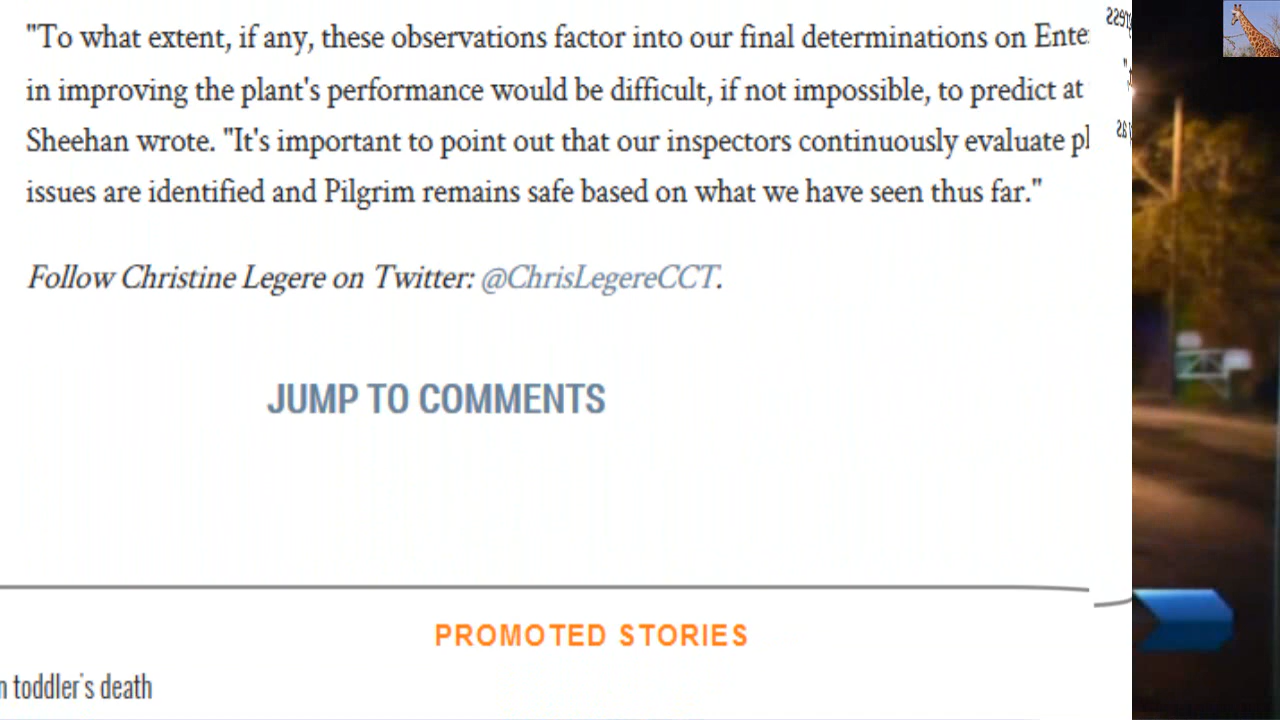 "To what extent, if any, these observations factor into our final determinations on
in improving the plant's performance would be difficult, if not impossible, to predict at
Sheehan wrote. "It's important to point out that our inspectors continuously evaluate
issues are identified and Pilgrim remains safe based on what we have seen thus far."
Follow Christine Legere on Twitter: @ChrisLegereCCT.
JUMP TO COMMENTS
PROMOTED STORIES
toddler's death